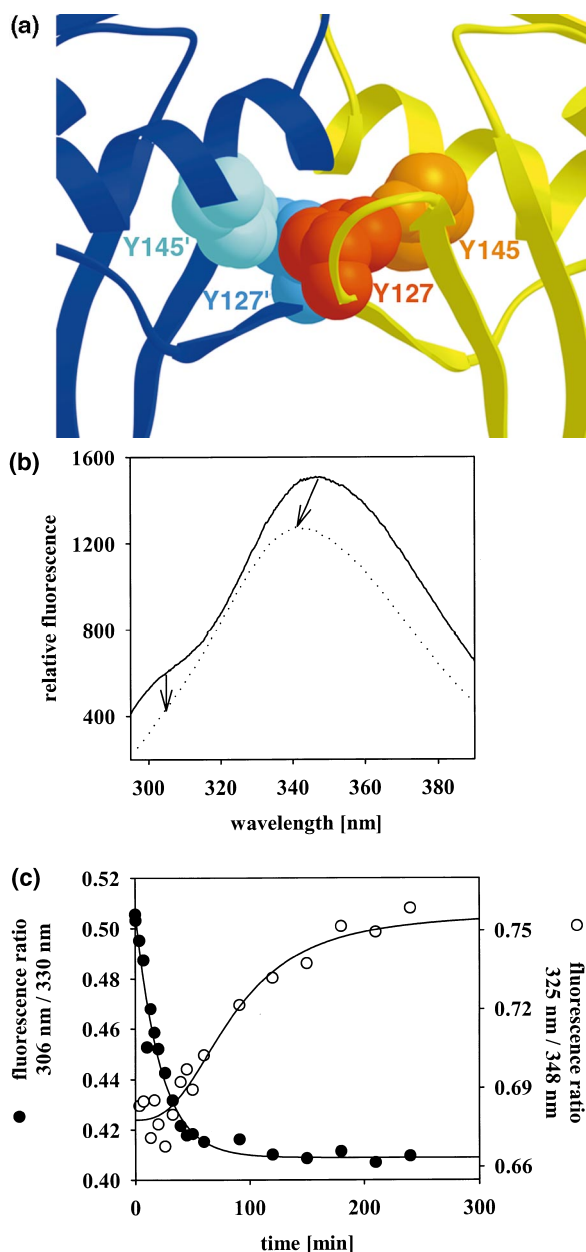 (a)
Y145'
Y127'
Y127
Y145
(b)
1600
1200
800
400
relative fluorescence
300 320 340 360 380
wavelength [nm]
(c)
0.52
0.50
0.48
0.46
0.44
0.42
0.40
fluorescence ratio
306 nm / 330 nm
0.75
0.72
0.69
0.66
fluorescence ratio
325 nm / 348 nm
0 100 200 300
time [min]